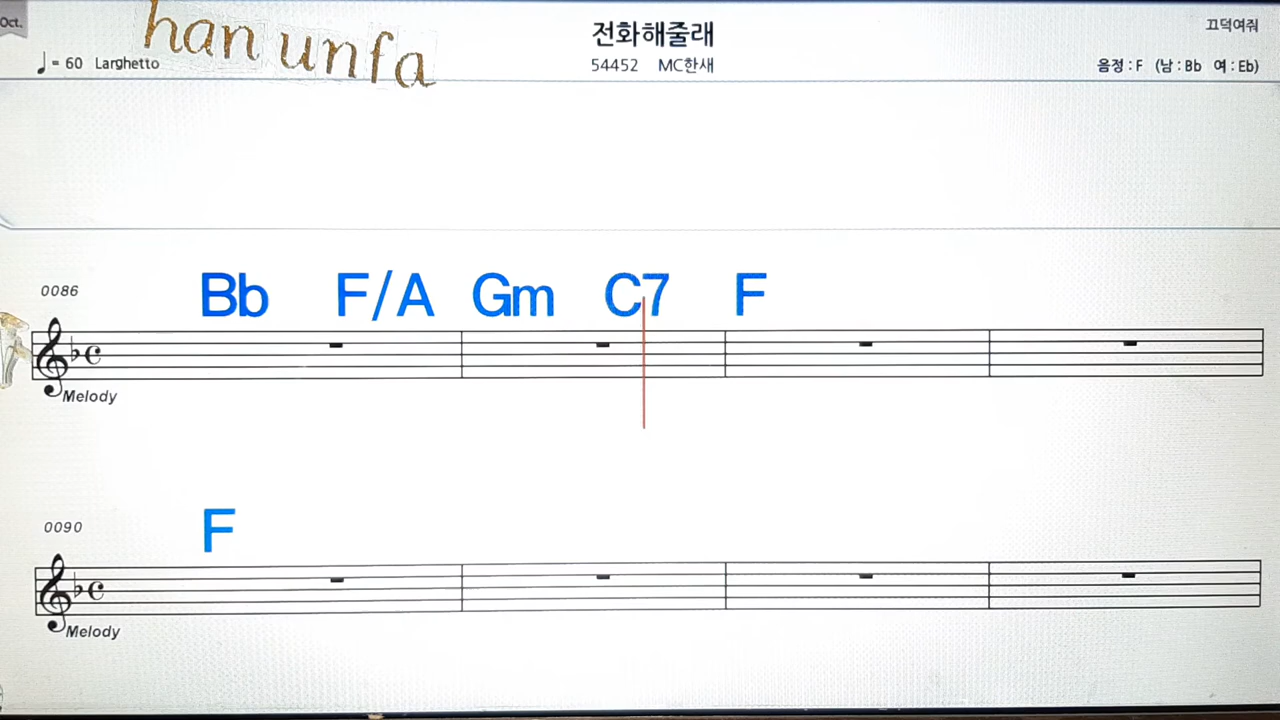 Oct.
han unfa
전화해줄래
끄덕여줘
♩= 60 Larghetto
54452 MC한새
음정 : F (남 : Bb 여 : Eb)
0086
Bb F/A Gm C7 F
Melody
0090
F
Melody